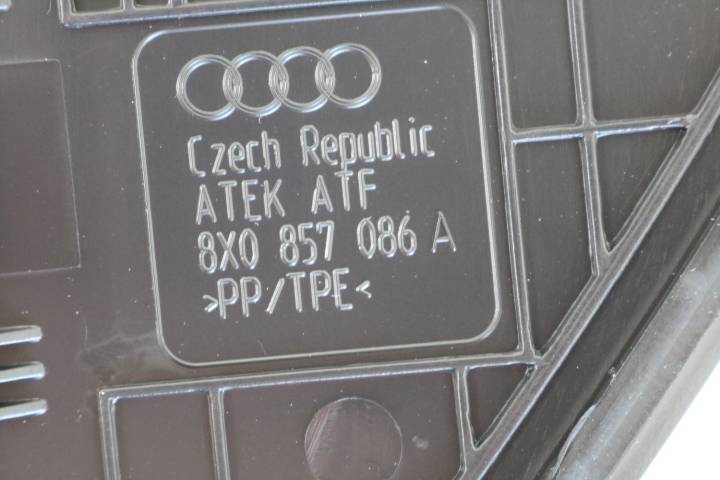 Czech Republic
ATEK ATF
8X0 857 086 A
>PP/TPE<